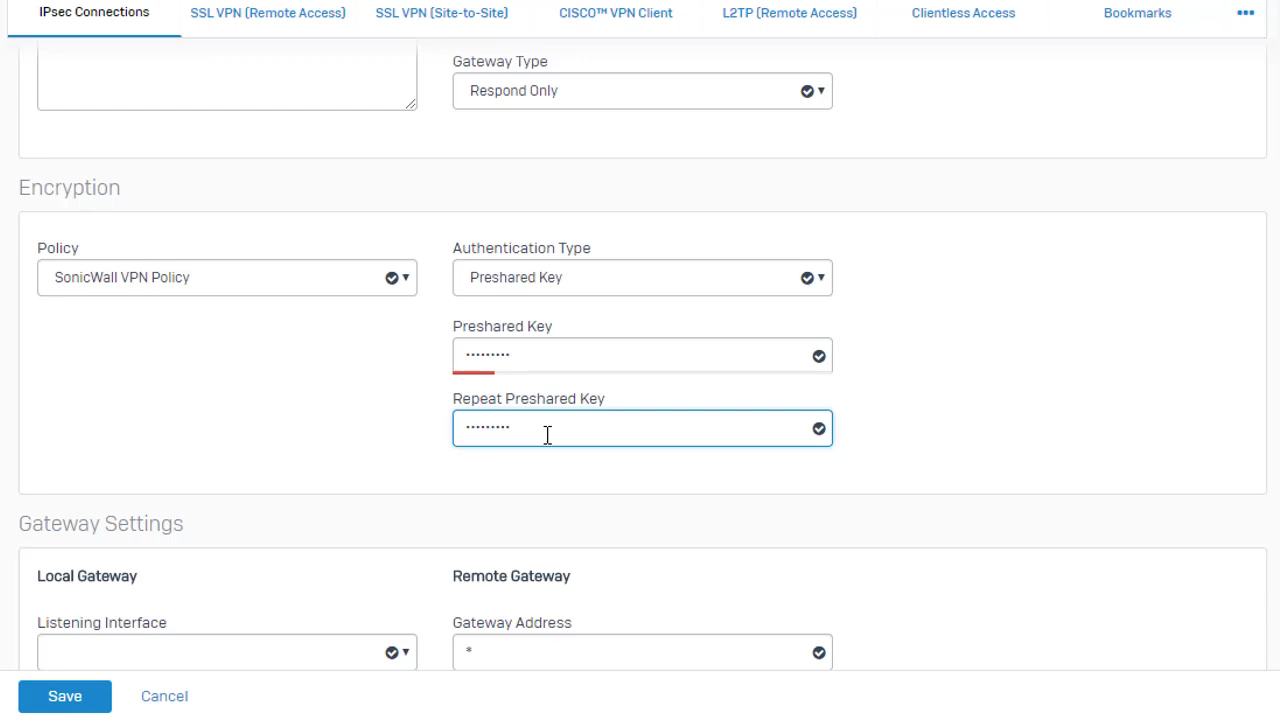 IPsec Connections
SSL VPN (Remote Access)
SSL VPN (Site-to-Site)
CISCO™ VPN Client
L2TP (Remote Access)
Clientless Access
Bookmarks
•••
Gateway Type
Respond Only
Encryption
Policy
SonicWall VPN Policy
Authentication Type
Preshared Key
Preshared Key
•••••••••
Repeat Preshared Key
•••••••••
Gateway Settings
Local Gateway
Remote Gateway
Listening Interface
Gateway Address
*
Save
Cancel